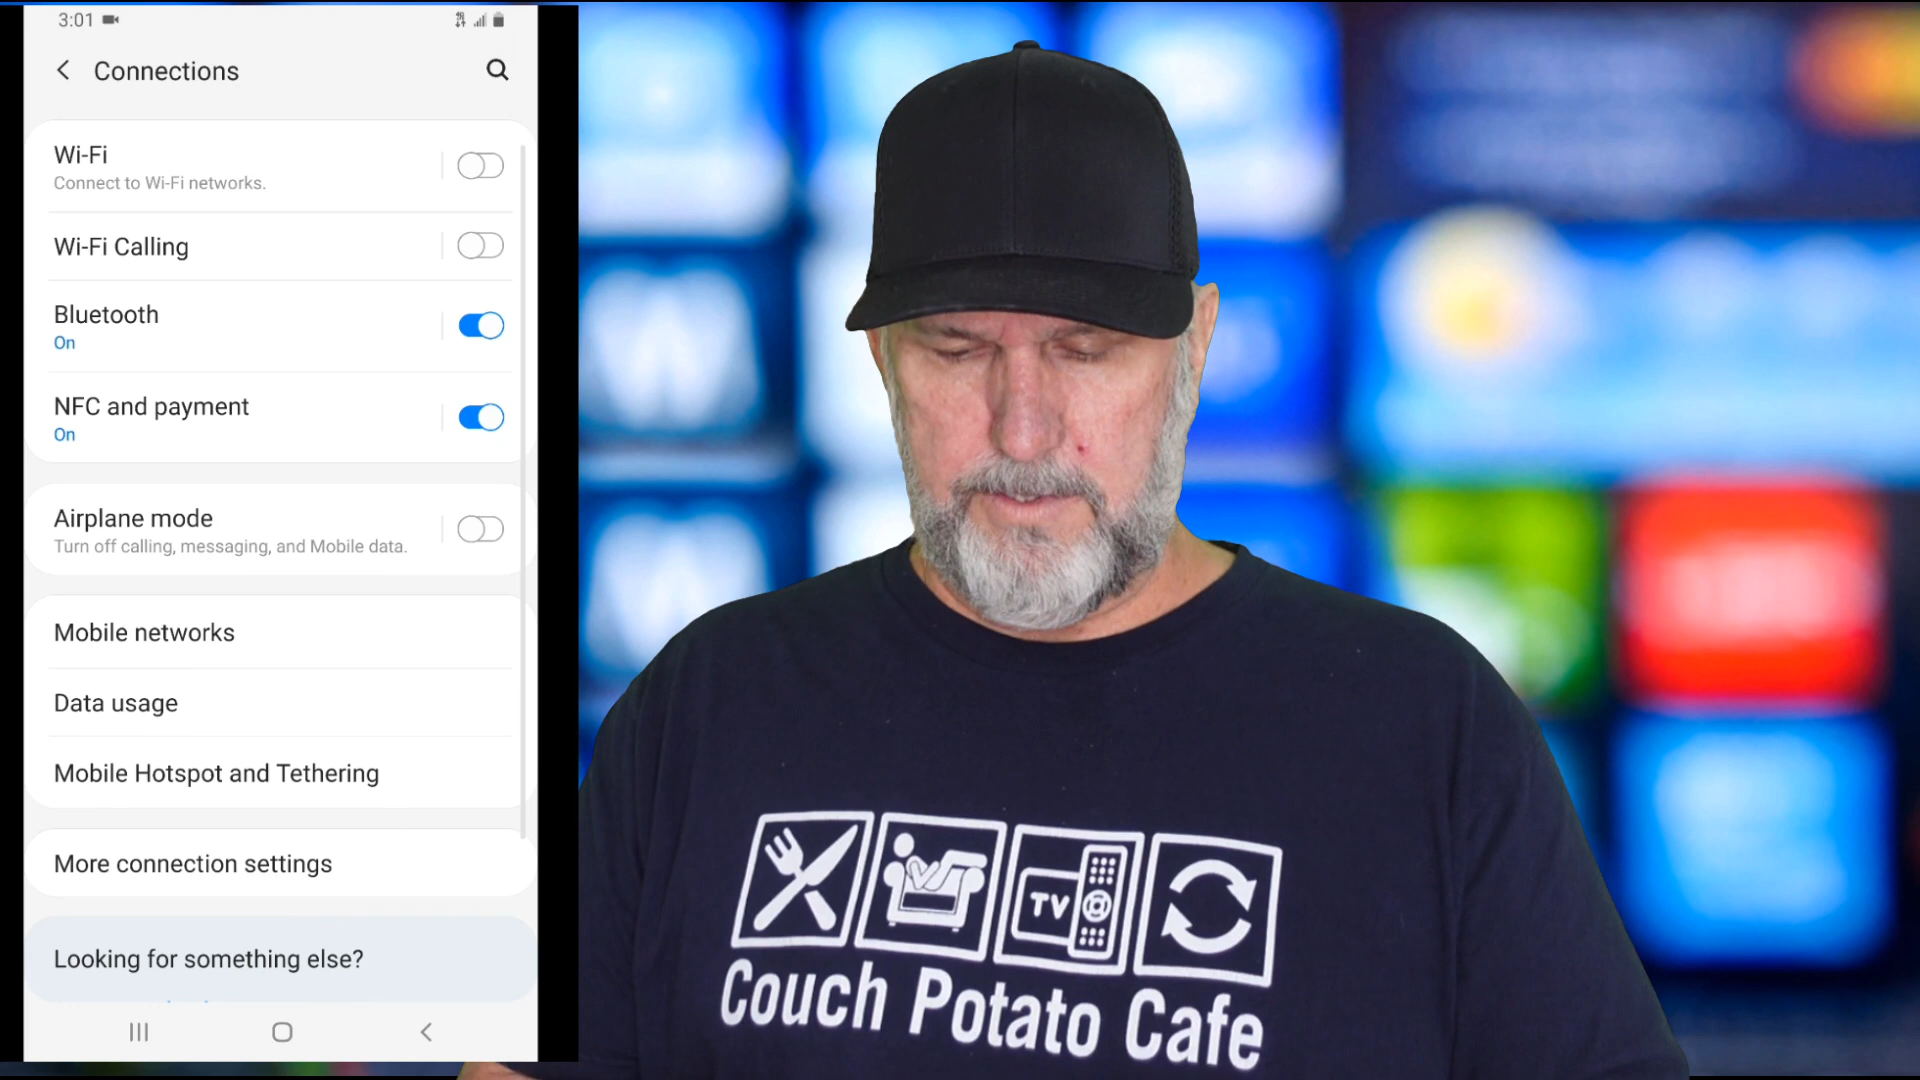 3:01
Connections
Wi-Fi
Connect to Wi-Fi networks.
Wi-Fi Calling
Bluetooth
On
NFC and payment
On
Airplane mode
Turn off calling, messaging, and Mobile data.
Mobile networks
Data usage
Mobile Hotspot and Tethering
More connection settings
Looking for something else?
TV
Couch Potato Cafe